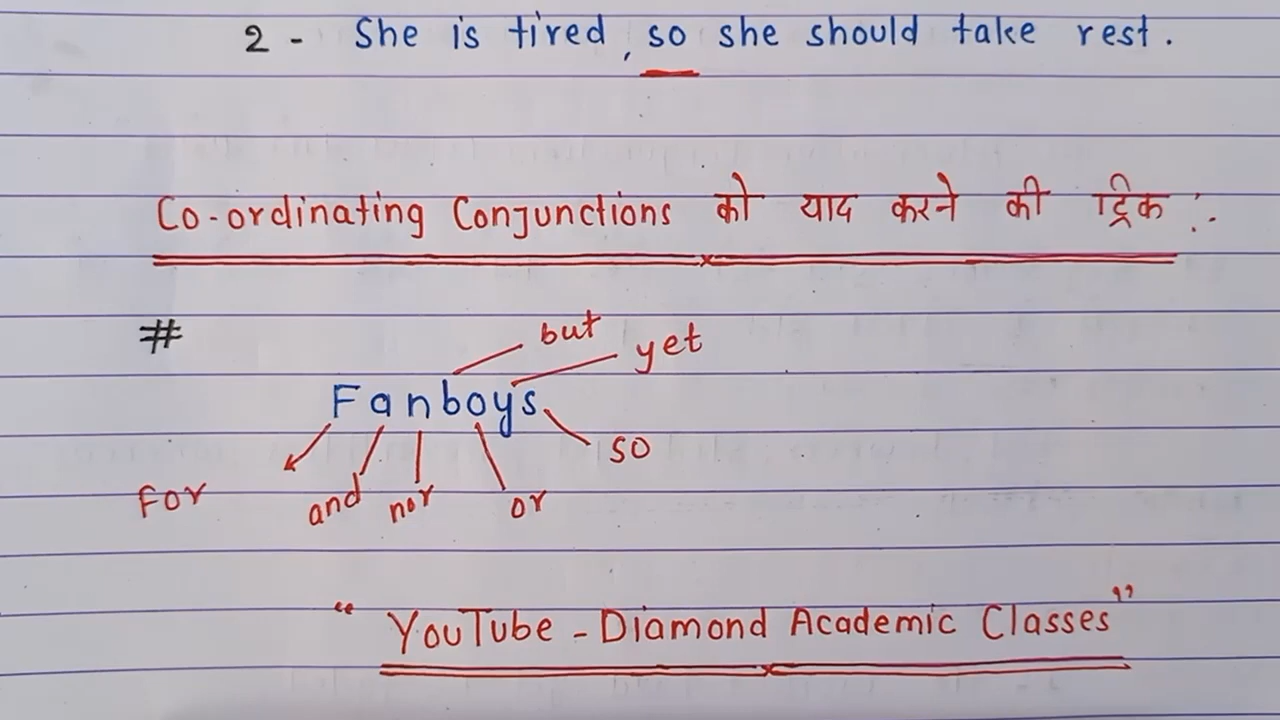 2 - She is tired, so she should take rest.
Co-ordinating Conjunctions को याद करने की ट्रिक :.
#
but
yet
Fanboys
so
For and nor or
“ YouTube - Diamond Academic Classes”